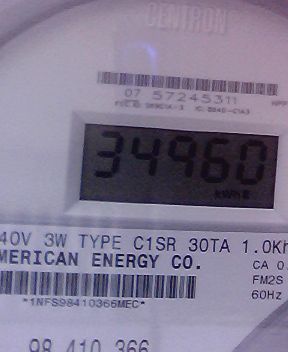 CENTRON
07 57245311
34960
40V 3W TYPE C1SR 30TA 1.0Kh
MERICAN ENERGY CO.
CA 0.
FM2S
60Hz
*1NFS98410366MEC*
98 410 366